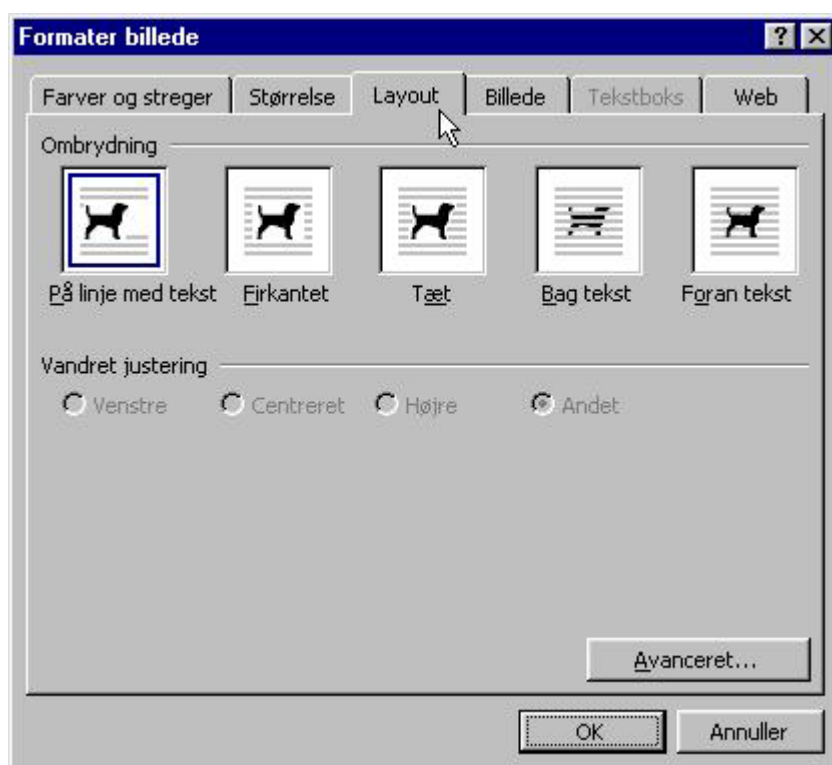 Formater billede
Farver og streger Størrelse Layout Billede Tekstboks Web
Ombrydning
På linje med tekst Firkantet Tæt Bag tekst Foran tekst
Vandret justering
Venstre Centreret Højre Andet
Avanceret...
OK Annuller